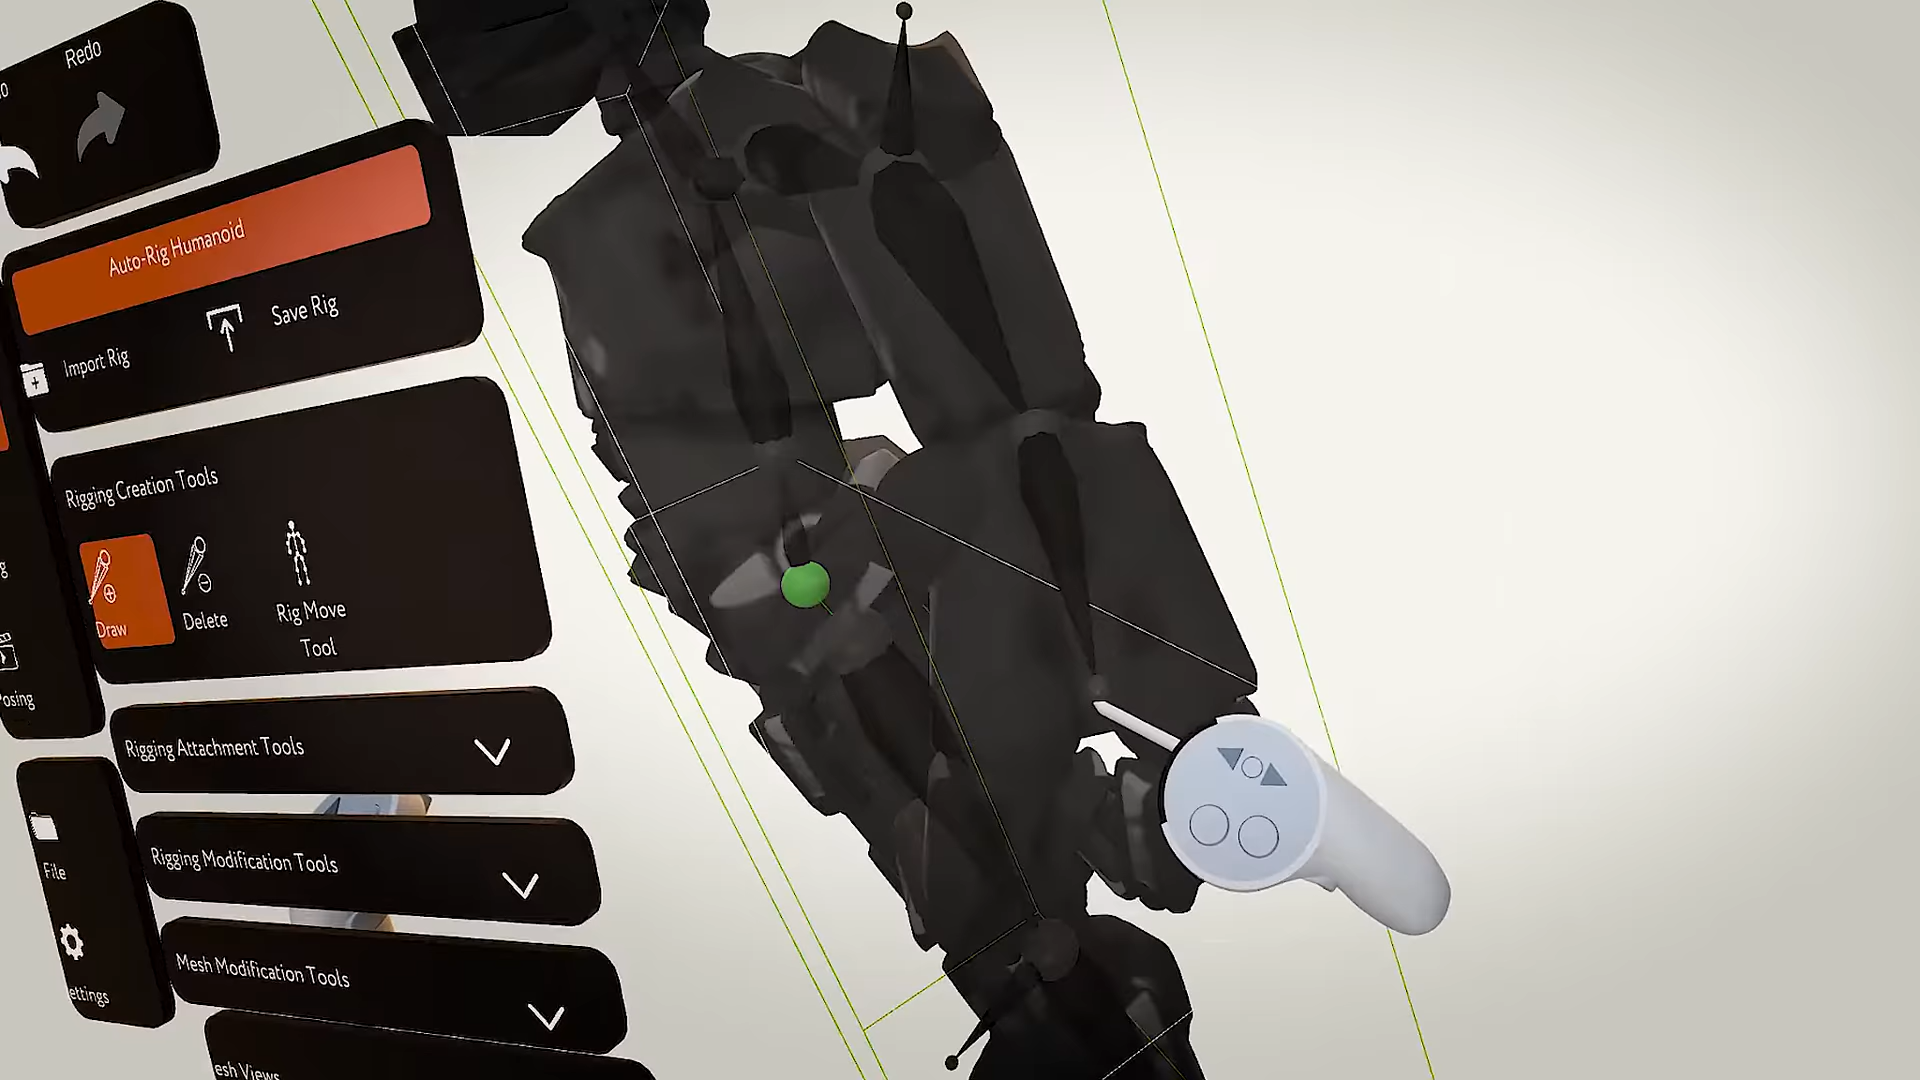 Redo
Auto-Rig Humanoid
Import Rig
Save Rig
Rigging Creation Tools
Draw
Delete
Rig Move
Tool
Rigging Attachment Tools
Rigging Modification Tools
Mesh Modification Tools
File
ettings
osing
esh Views